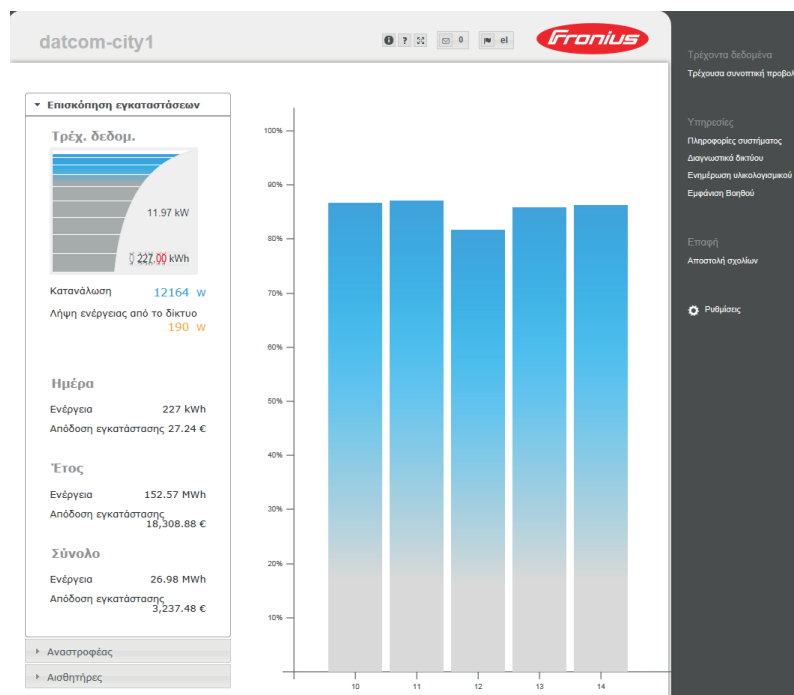 datcom-city1
0
el
Fronius
Επισκόπηση εγκαταστάσεων
Τρέχ. δεδομ.
11.97 kW
227.00 kWh
Κατανάλωση 12164 W
Λήψη ενέργειας από το δίκτυο
190 W
Ημέρα
Ενέργεια 227 kWh
Απόδοση εγκατάστασης 27.24 €
Έτος
Ενέργεια 152.57 MWh
Απόδοση εγκατάστασης
18,308.88 €
Σύνολο
Ενέργεια 26.98 MWh
Απόδοση εγκατάστασης
3,237.48 €
Αναστροφέας
Αισθητήρες
100%
90%
80%
70%
60%
50%
40%
30%
20%
10%
10 11 12 13 14
Τρέχοντα δεδομένα
Τρέχουσα συνοπτική
Υπηρεσίες
Πληροφορίες συστήματος
Διαγνωστικά δικτύου
Ενημέρωση υλικολογισμικού
Εμφάνιση Βοηθού
Επαφή
Αποστολή σχολίων
Ρυθμίσεις